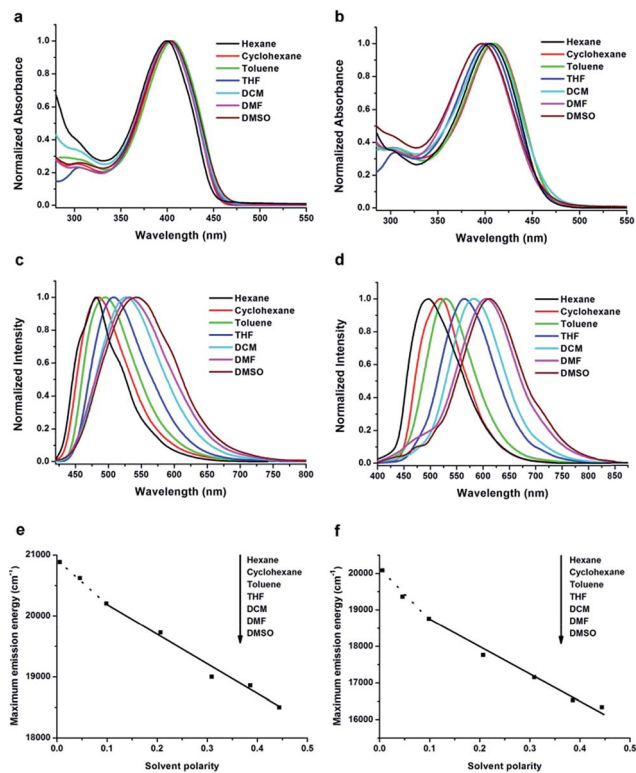 a
Normalized Absorbance
1.0
0.8
0.6
0.4
0.2
0.0
300 350 400 450 500 550
Wavelength (nm)
Hexane
Cyclohexane
Toluene
THF
DCM
DMF
DMSO
b
Normalized Absorbance
1.0
0.8
0.6
0.4
0.2
0.0
300 350 400 450 500 550
Wavelength (nm)
Hexane
Cyclohexane
Toluene
THF
DCM
DMF
DMSO
c
Normalized Intensity
1.0
0.8
0.6
0.4
0.2
0.0
450 500 550 600 650 700 750 800
Wavelength (nm)
Hexane
Cyclohexane
Toluene
THF
DCM
DMF
DMSO
d
Normalized Intensity
1.0
0.8
0.6
0.4
0.2
0.0
400 450 500 550 600 650 700 750 800 850
Wavelength (nm)
Hexane
Cyclohexane
Toluene
THF
DCM
DMF
DMSO
e
Maximum emission energy (cm⁻¹)
21000
20000
19000
18000
0.0 0.1 0.2 0.3 0.4 0.5
Solvent polarity
Hexane
Cyclohexane
Toluene
THF
DCM
DMF
DMSO
f
Maximum emission energy (cm⁻¹)
21000
20000
19000
18000
17000
16000
0.0 0.1 0.2 0.3 0.4 0.5
Solvent polarity
Hexane
Cyclohexane
Toluene
THF
DCM
DMF
DMSO